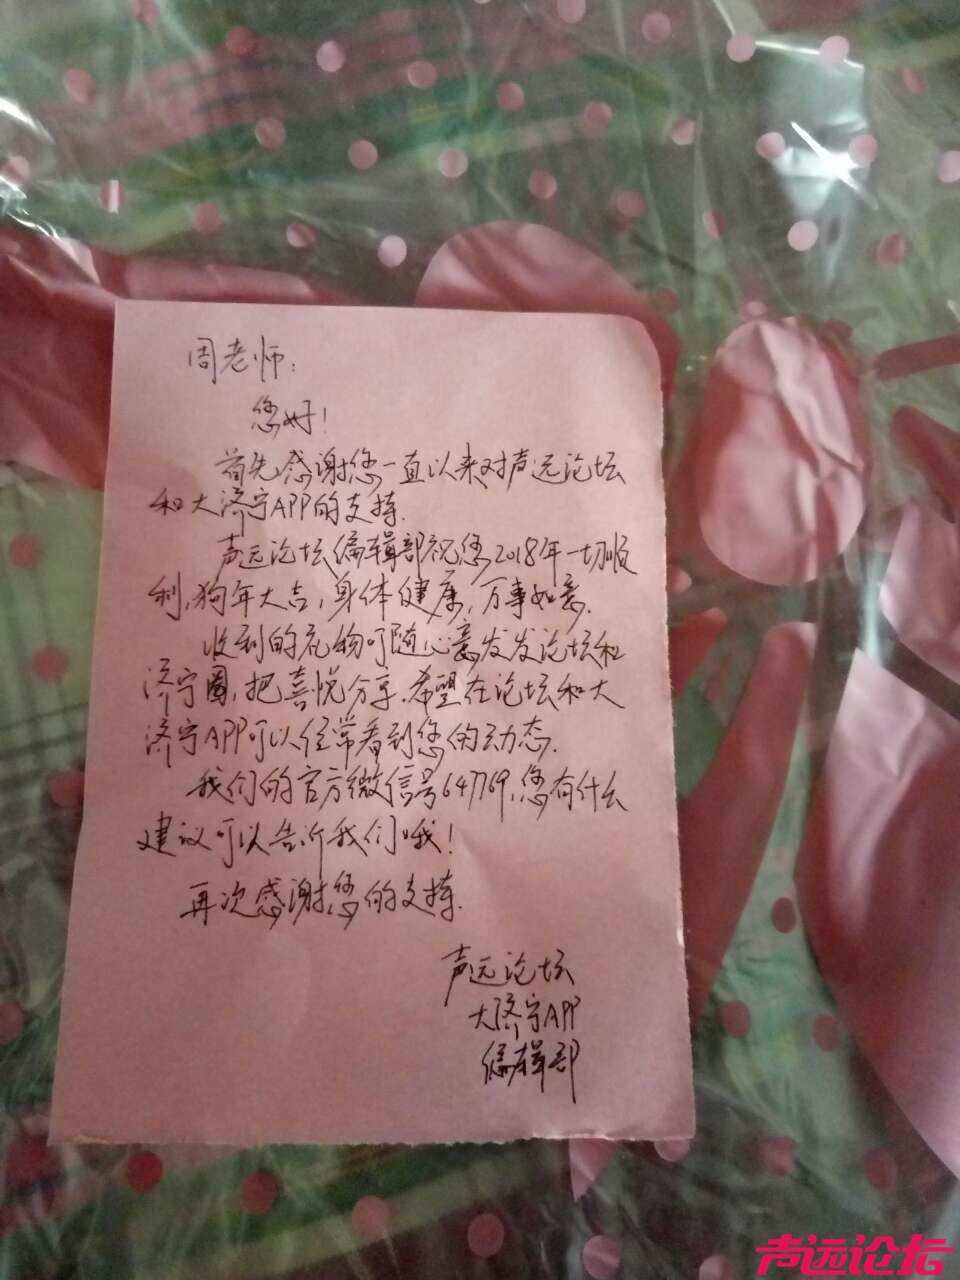 周老师:
您好!
首先感谢您一直以来对声远论坛
和大济宁APP的支持.
声远论坛编辑部祝您2018年一切顺
利,狗年大吉,身体健康,万事如意.
收到的礼物可随心意发发论坛和
济宁圈,把喜悦分享.希望在论坛和大
济宁APP可以经常看到您的动态.
我们的官方微信号64769,您有什么
建议可以告诉我们哦!
再次感谢您的支持.
声远论坛
大济宁APP
编辑部
声远论坛